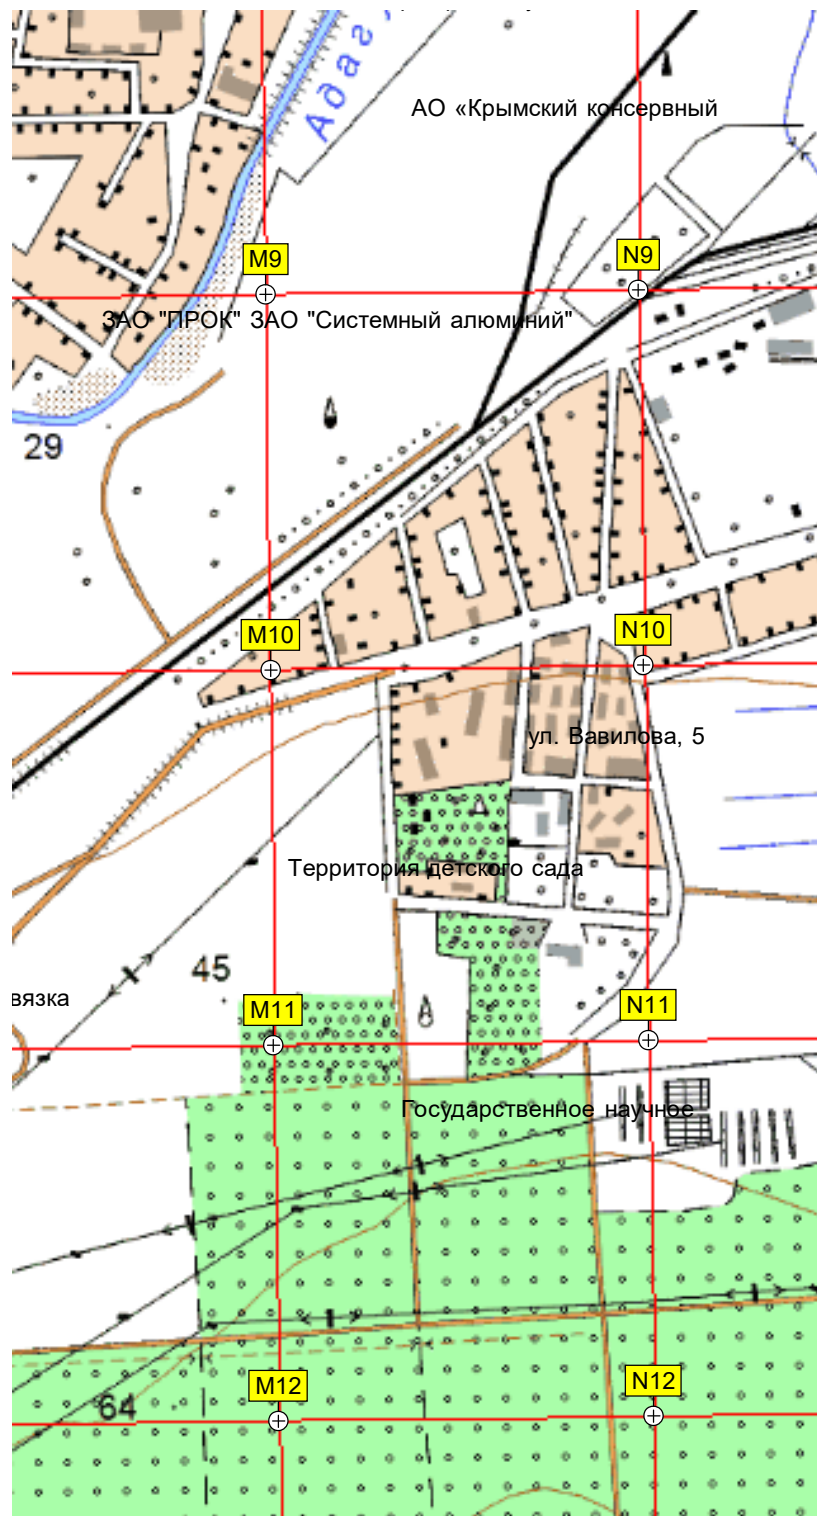 Адагу
АО «Крымский консервный
M9
N9
ЗАО "ПРОК" ЗАО "Системный алюминий"
29
M10
N10
ул. Вавилова, 5
Территория детского сада
45
вязка
M11
N11
Государственное научное
M12
N12
64